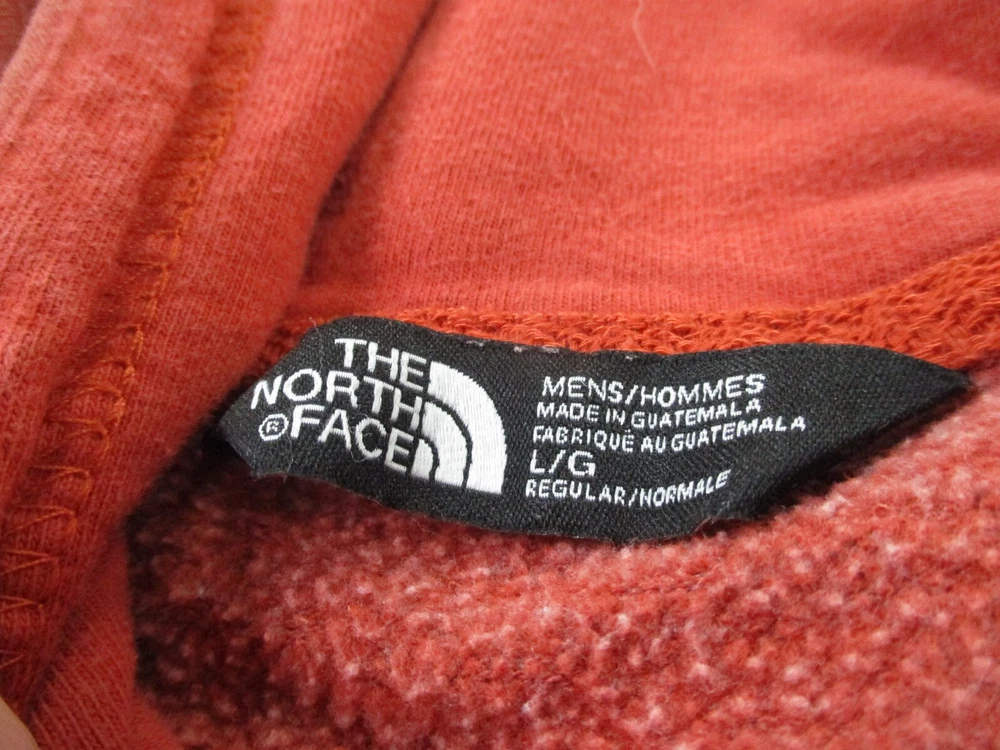 THE
NORTH
®FACE
MENS/HOMMES
MADE IN GUATEMALA
FABRIQUÉ AU GUATEMALA
L/G
REGULAR/NORMALE